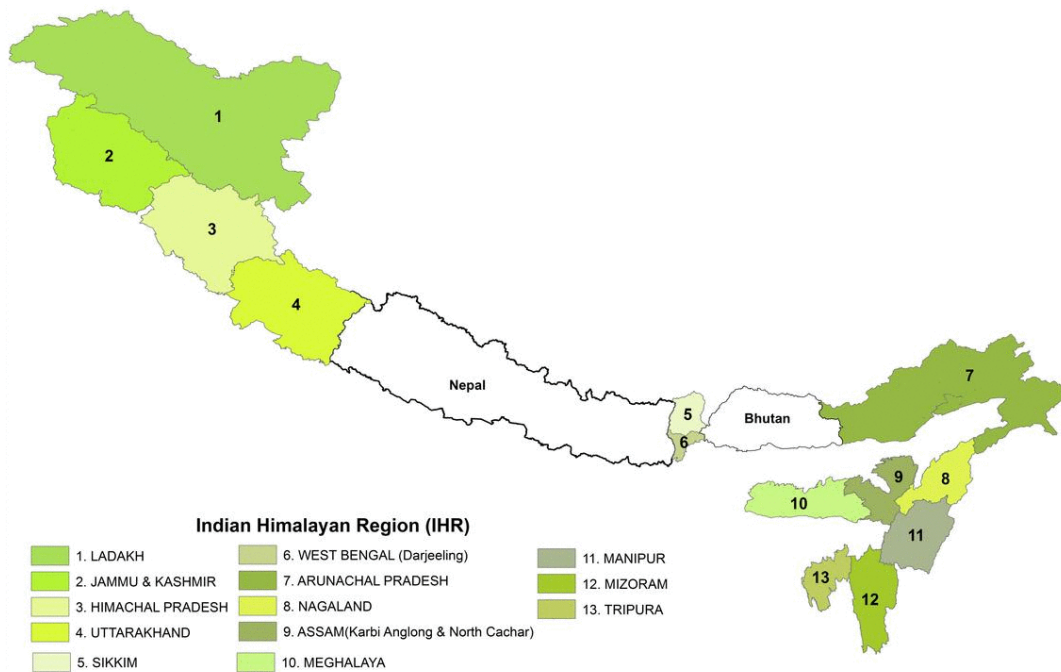 1
2
3
4
Nepal
5
6
Bhutan
7
8
9
10
11
12
13
Indian Himalayan Region (IHR)
1. LADAKH
2. JAMMU & KASHMIR
3. HIMACHAL PRADESH
4. UTTARAKHAND
5. SIKKIM
6. WEST BENGAL (Darjeeling)
7. ARUNACHAL PRADESH
8. NAGALAND
9. ASSAM(Karbi Anglong & North Cachar)
10. MEGHALAYA
11. MANIPUR
12. MIZORAM
13. TRIPURA